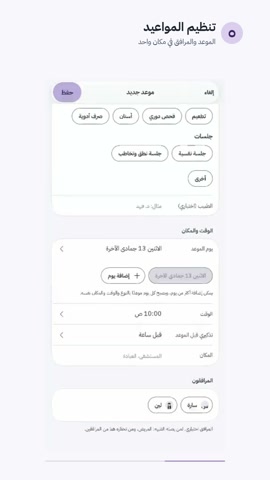 تنظيم المواعيد
الموعد والمرافق في مكان واحد
إلغاء
موعد جديد
حفظ
تطعيم
فحص دوري
أسنان
صرف أدوية
جلسات
جلسة نفسية
جلسة نطق وتخاطب
أخرى
الطبيب (اختياري)
مثال: د. فهد
الوقت والمكان
يوم الموعد
الاثنين 13 جمادى الآخرة
الاثنين 13 جمادى الآخرة
إضافة يوم
الوقت
10:00 ص
تذكيري قبل الموعد
قبل ساعة
المكان
المستشفى، العيادة
المرافقون
سارة
لين